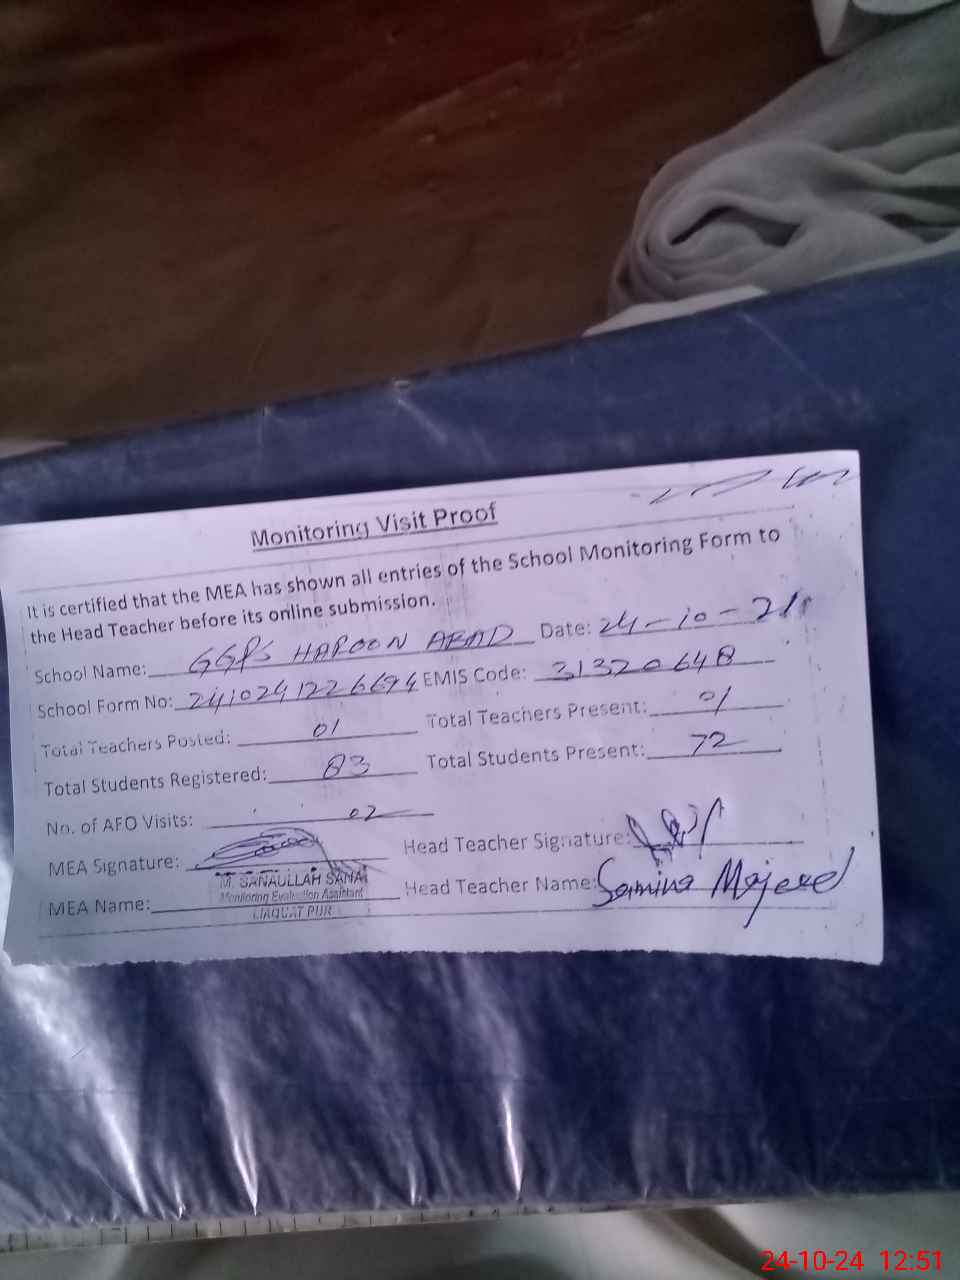 Monitoring Visit Proof
It is certified that the MEA has shown all entries of the School Monitoring Form to
the Head Teacher before its online submission.
School Name: GGPS HAROON ABAD Date: 24-10-24
School Form No: 241024122 6694 EMIS Code: 31320648
Total Teachers Posted: 01 Total Teachers Present: 01
Total Students Registered: 83 Total Students Present: 72
No. of AFO Visits: 02
MEA Signature: Head Teacher Signature:
M. SANAULLAH SANAI
Monitoring Evaluation Assistant
LIAQUAT PUR
MEA Name: Head Teacher Name: Samina Majeed
24-10-24 12:51